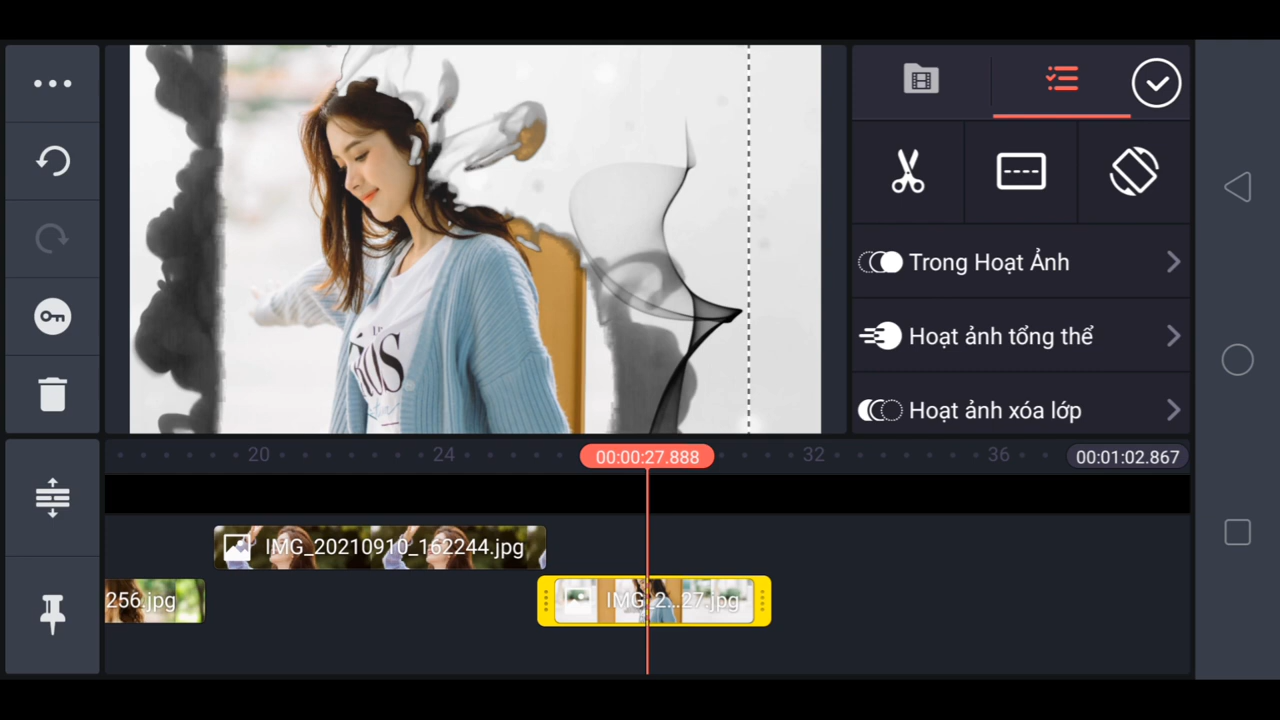 Trong Hoạt Ảnh
Hoạt ảnh tổng thể
Hoạt ảnh xóa lớp
20
24
00:00:27.888
32
36
00:01:02.867
IMG_20210910_162244.jpg
256.jpg
IMG_2...27.jpg